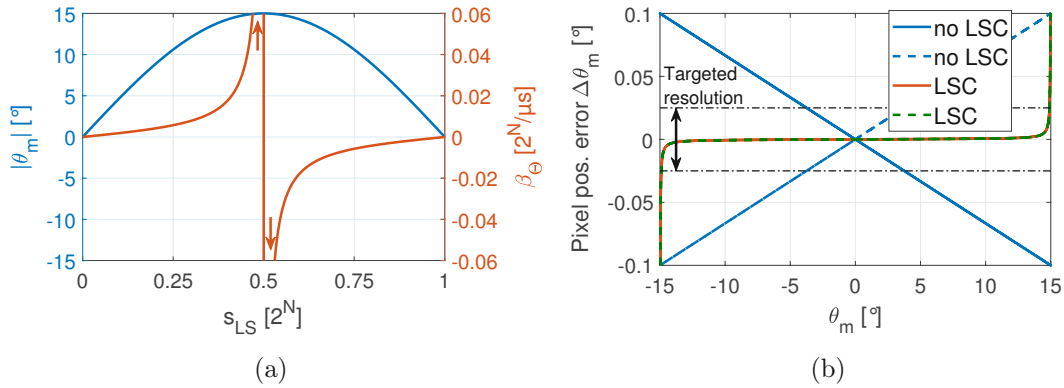 15
10
5
0
-5
-10
-15
|θm| [°]
0.06
0.04
0.02
0
-0.02
-0.04
-0.06
βΘ [2^N/µs]
0 0.25 0.5 0.75 1
sLS [2^N]
(a)
0.1
0.05
0
-0.05
-0.1
Pixel pos. error Δθm [°]
Targeted
resolution
no LSC
no LSC
LSC
LSC
-15 -10 -5 0 5 10 15
θm [°]
(b)